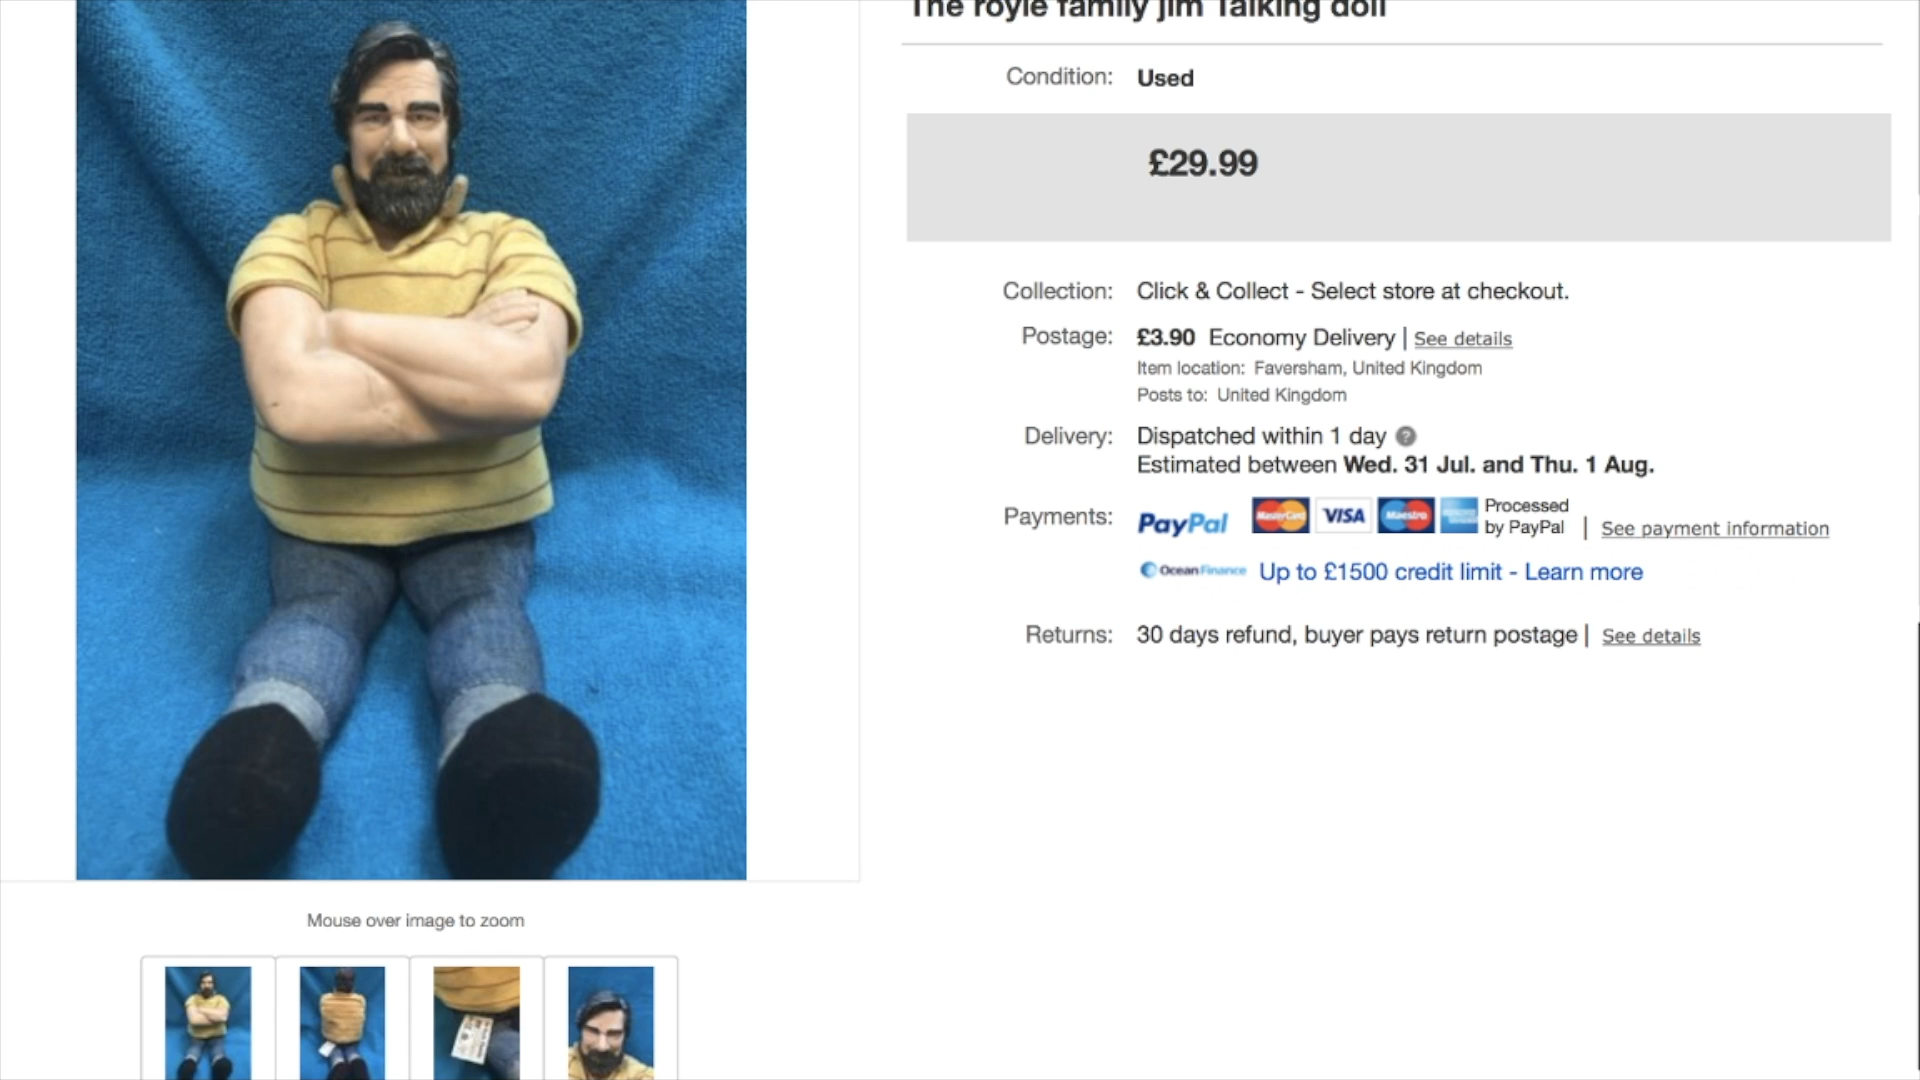 The royle family jim Talking doll
Condition: Used
£29.99
Collection: Click & Collect - Select store at checkout.
Postage: £3.90 Economy Delivery | See details
Item location: Faversham, United Kingdom
Posts to: United Kingdom
Delivery: Dispatched within 1 day ?
Estimated between Wed. 31 Jul. and Thu. 1 Aug.
Payments: PayPal MasterCard VISA Maestro Processed by PayPal | See payment information
OceanFinance Up to £1500 credit limit - Learn more
Returns: 30 days refund, buyer pays return postage | See details
Mouse over image to zoom